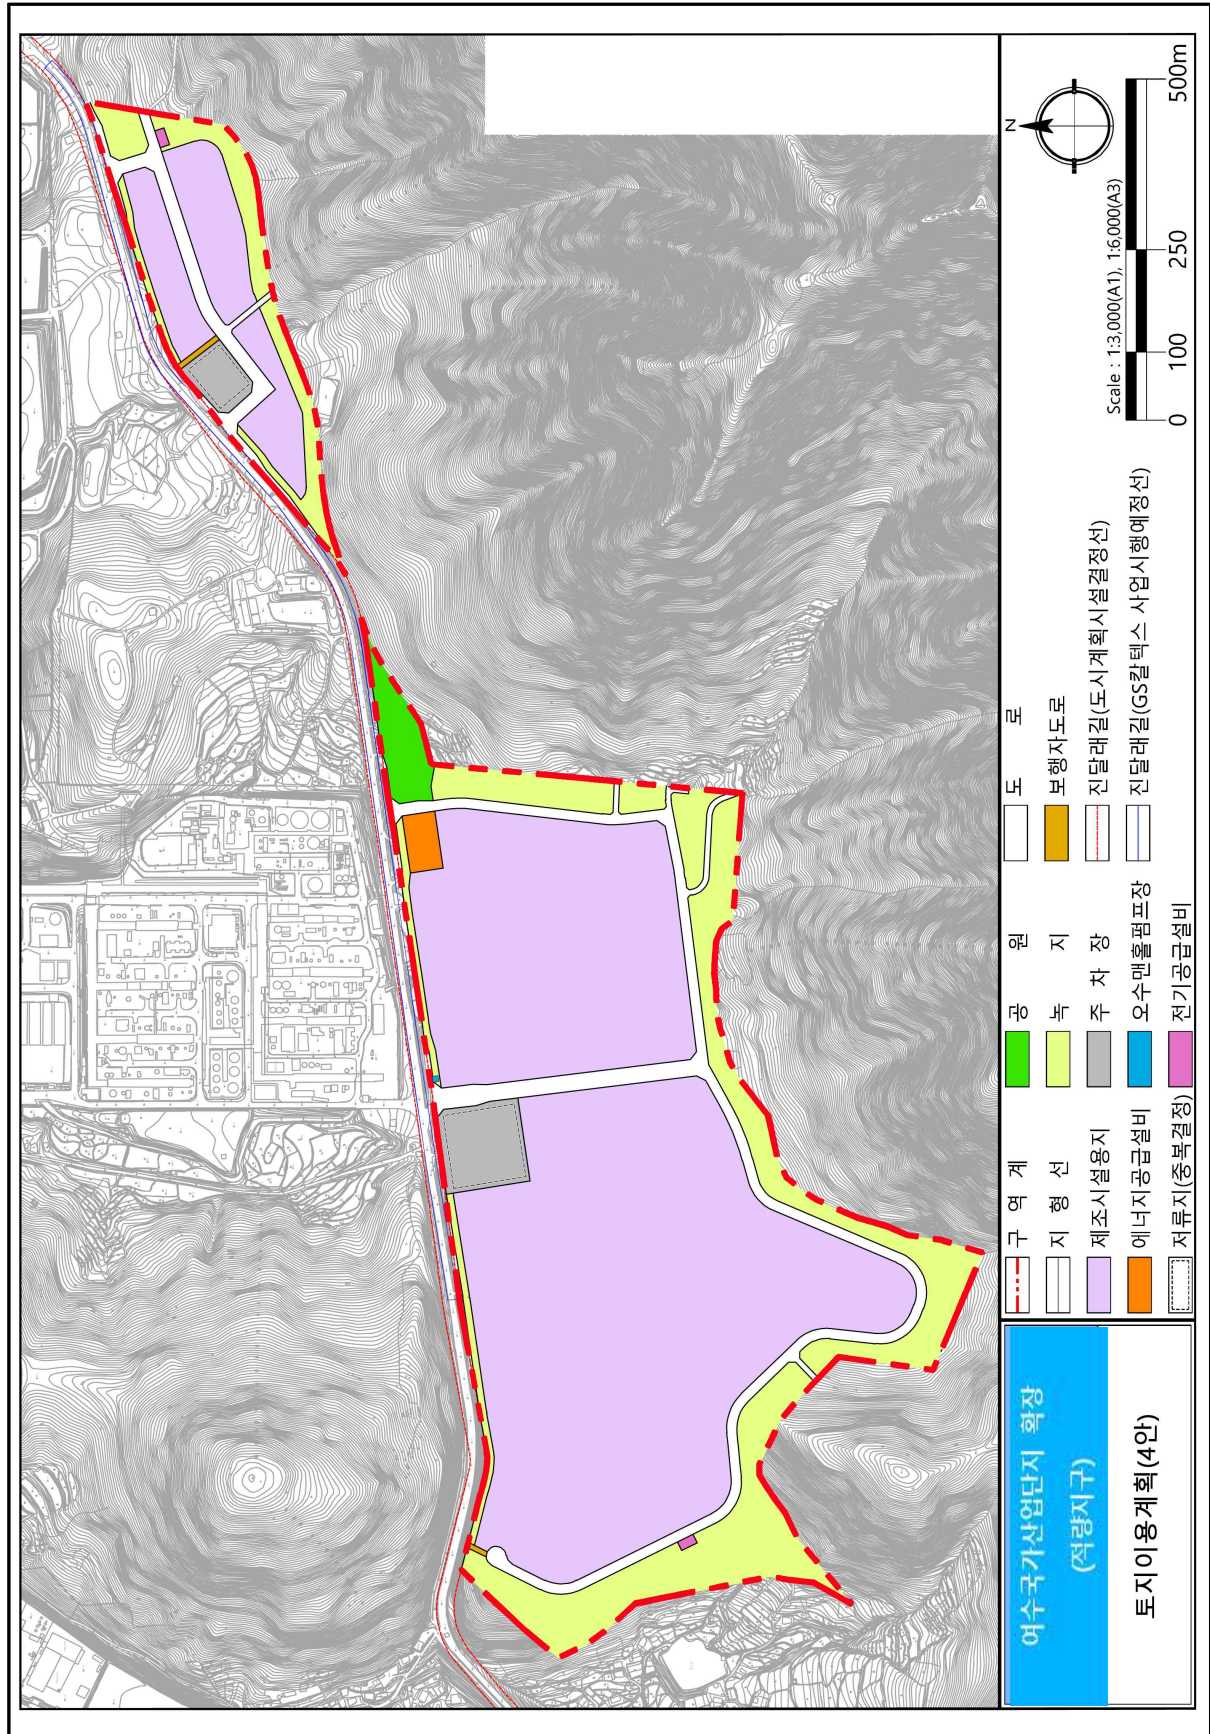 여수국가산업단지 확장
(적량지구)
토지이용계획(4안)
구 역 계
지 형 선
제조시설용지
에너지공급설비
저류지(중복결정)
공 원
녹 지
주 차 장
오수맨홀펌프장
전기공급설비
도 로
보행자도로
진달래길(도시계획시설결정선)
진달래길(GS칼텍스 사업시행예정선)
N
Scale : 1:3,000(A1), 1:6,000(A3)
0 100 250 500m